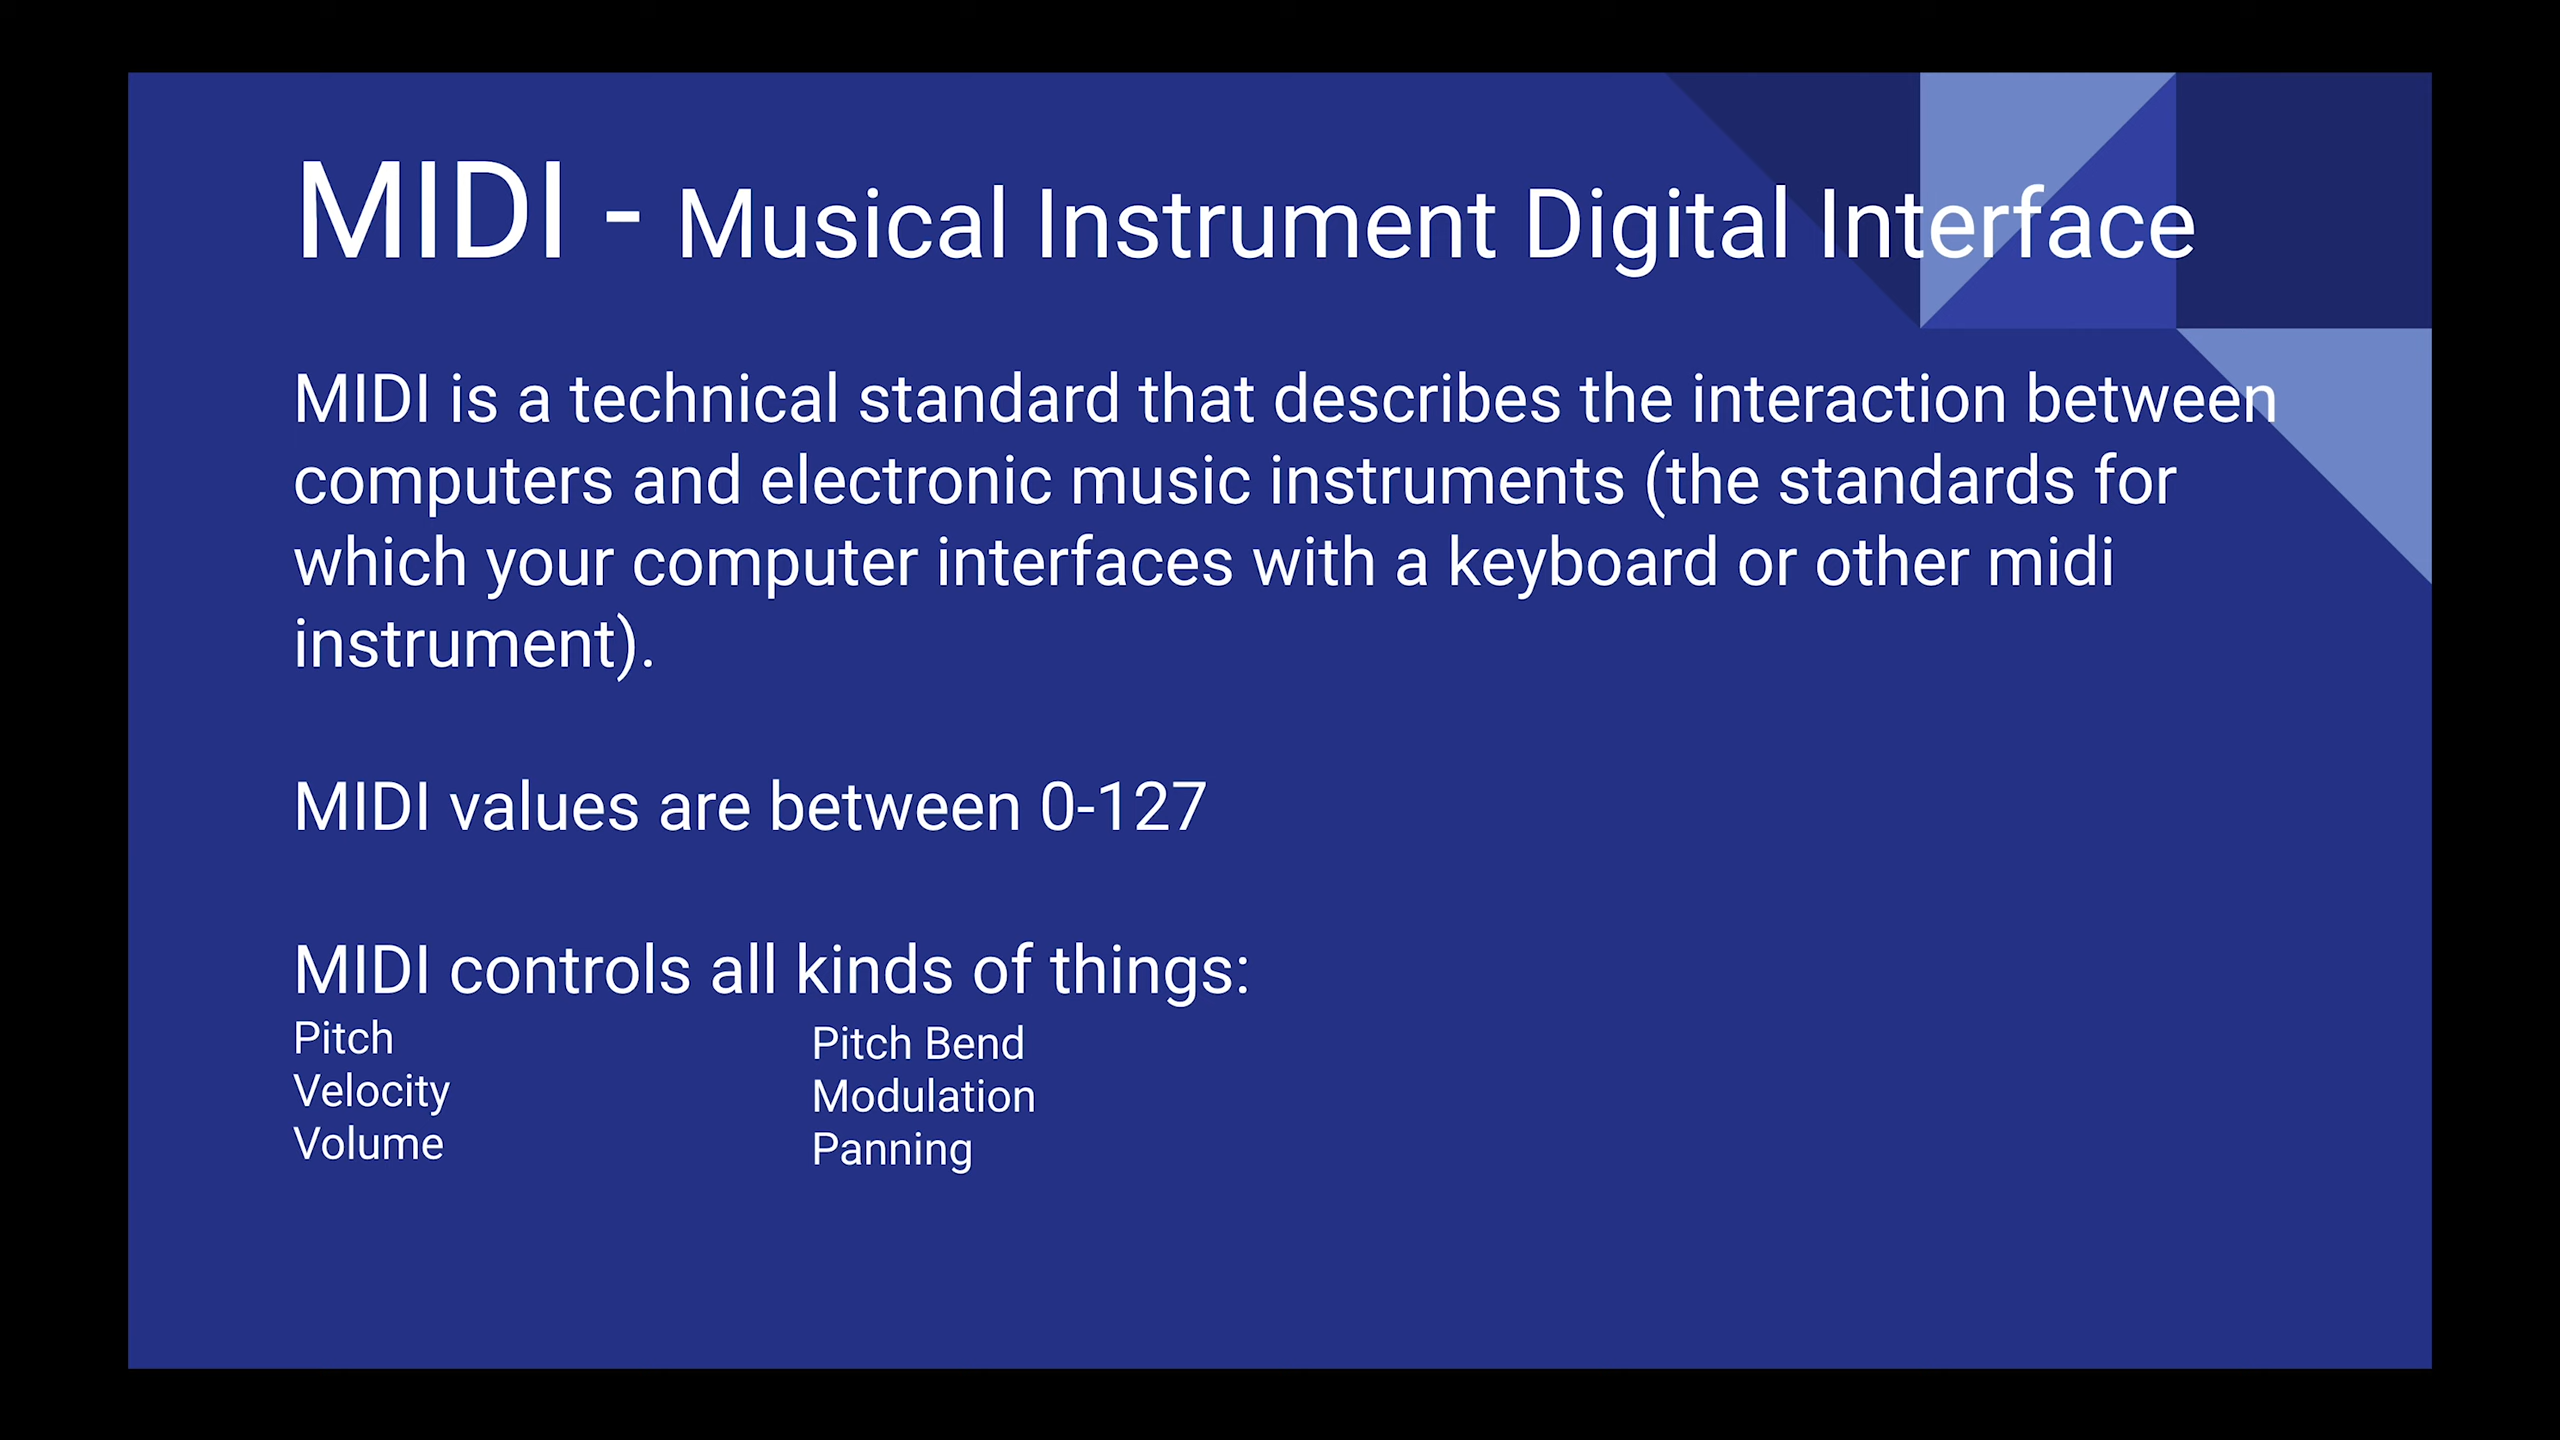 MIDI - Musical Instrument Digital Interface
MIDI is a technical standard that describes the interaction between
computers and electronic music instruments (the standards for
which your computer interfaces with a keyboard or other midi
instrument).
MIDI values are between 0-127
MIDI controls all kinds of things:
Pitch
Velocity
Volume
Pitch Bend
Modulation
Panning